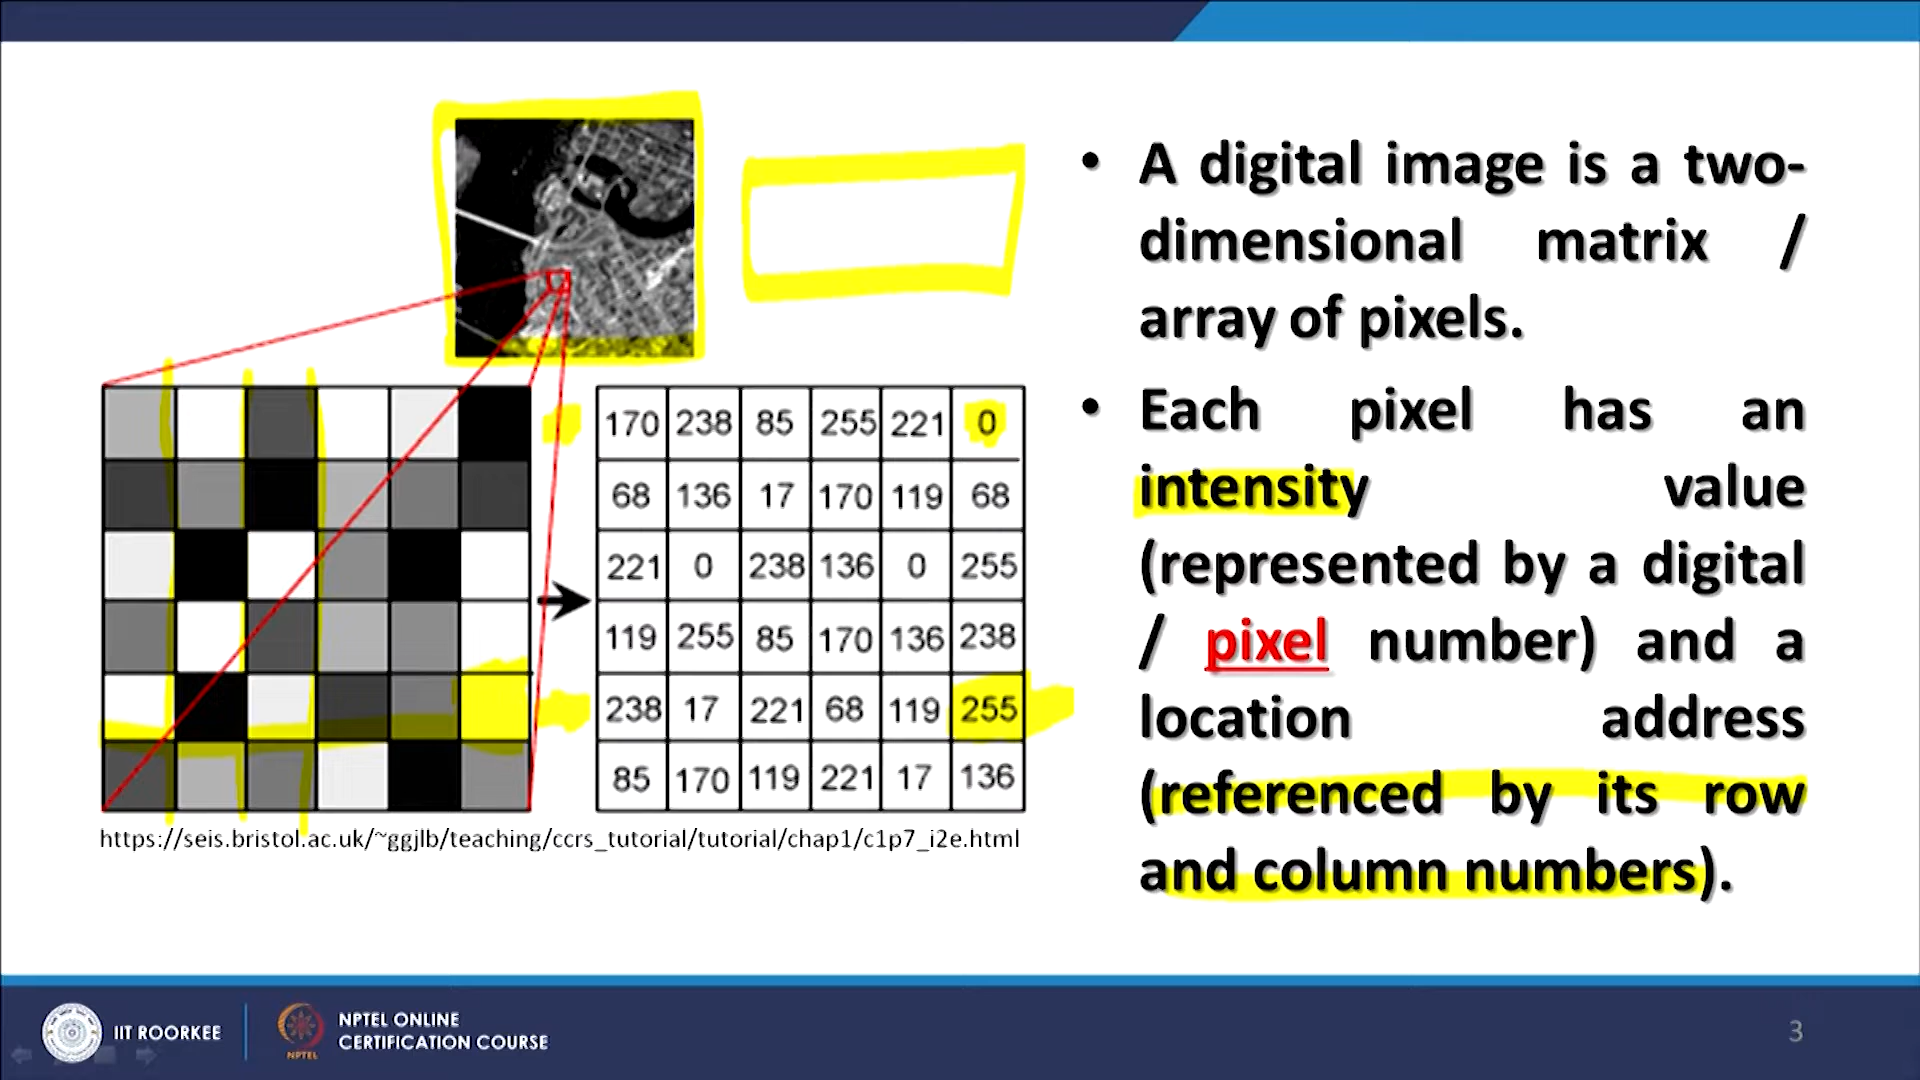 • A digital image is a two-
dimensional matrix /
array of pixels.
• Each pixel has an
intensity value
(represented by a digital
/ pixel number) and a
location address
(referenced by its row
and column numbers).
170 238 85 255 221 0
68 136 17 170 119 68
221 0 238 136 0 255
119 255 85 170 136 238
238 17 221 68 119 255
85 170 119 221 17 136
https://seis.bristol.ac.uk/~ggjlb/teaching/ccrs_tutorial/tutorial/chap1/c1p7_i2e.html
IIT ROORKEE
NPTEL
NPTEL ONLINE
CERTIFICATION COURSE
3